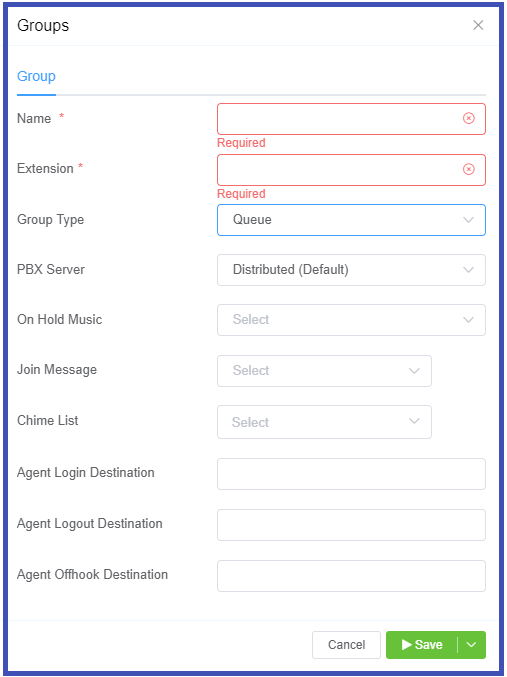 Groups
Group
Name *
Required
Extension *
Required
Group Type Queue
PBX Server Distributed (Default)
On Hold Music Select
Join Message Select
Chime List Select
Agent Login Destination
Agent Logout Destination
Agent Offhook Destination
Cancel Save